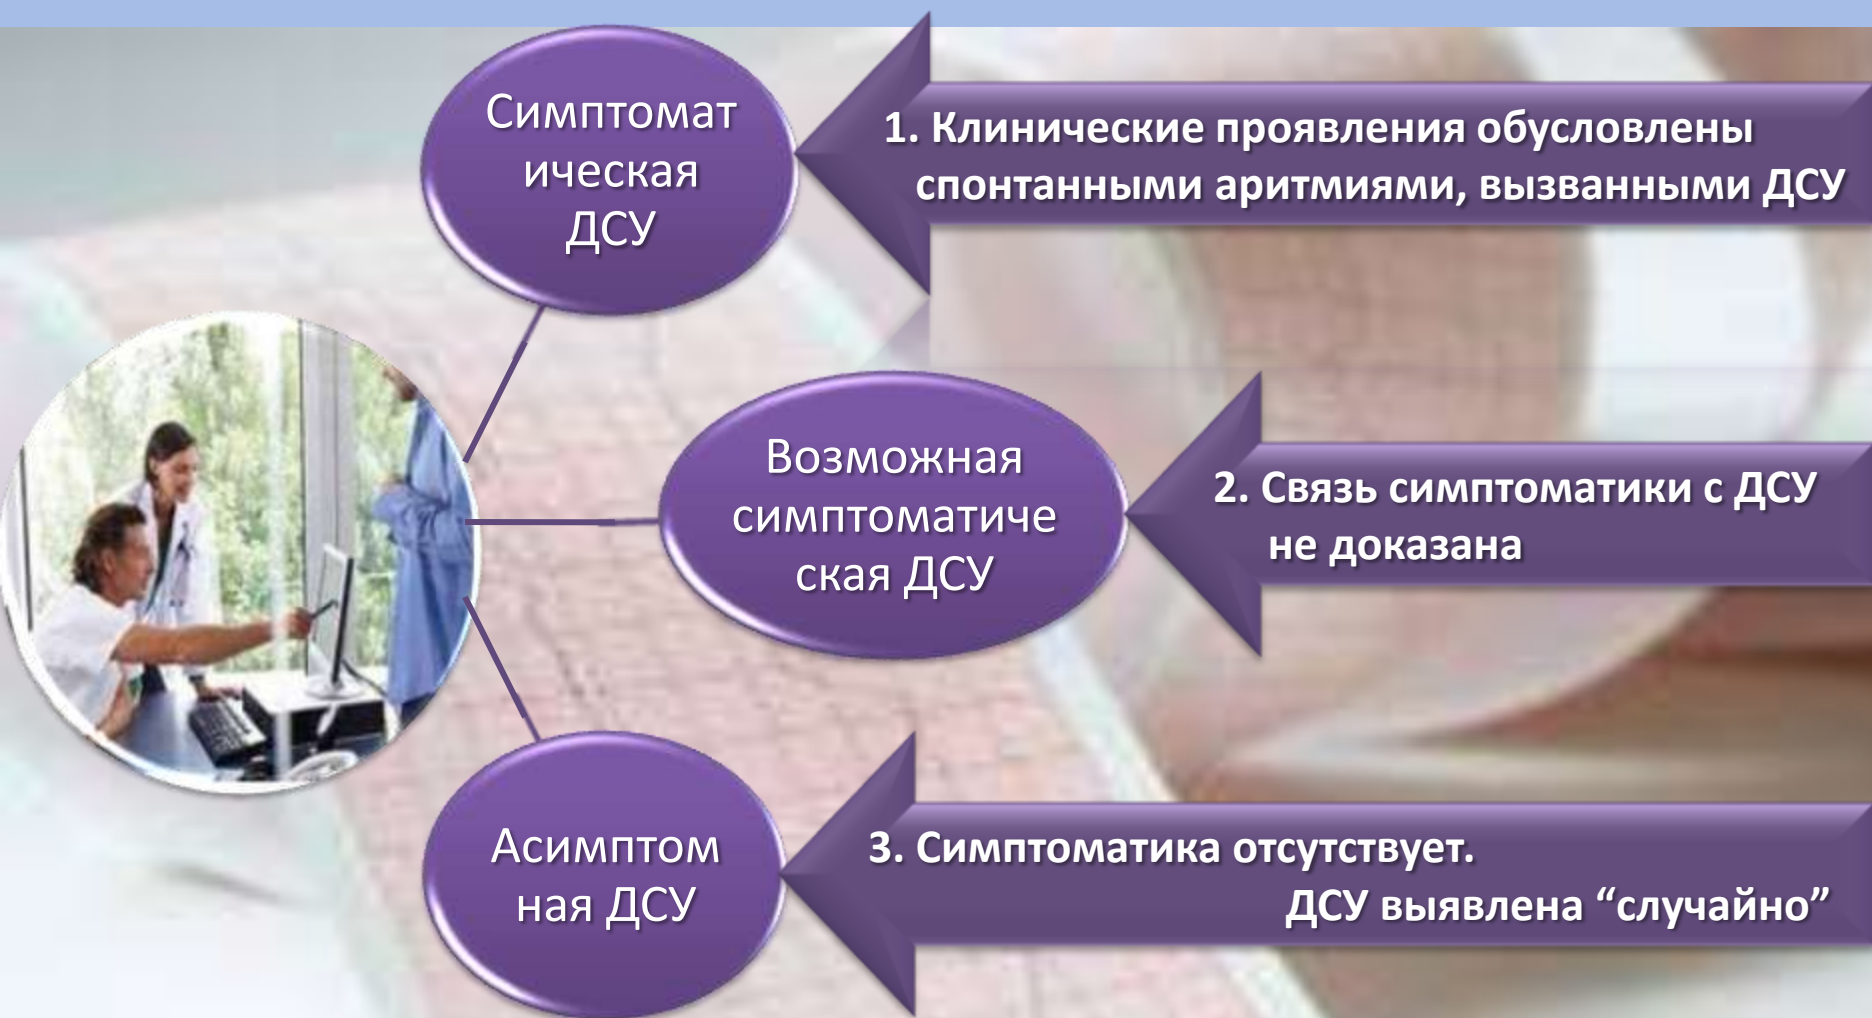 Симптомат
ическая
ДСУ
1. Клинические проявления обусловлены
спонтанными аритмиями, вызванными ДСУ
Возможная
симптоматиче
ская ДСУ
2. Связь симптоматики с ДСУ
не доказана
Асимптом
ная ДСУ
3. Симптоматика отсутствует.
ДСУ выявлена “случайно”